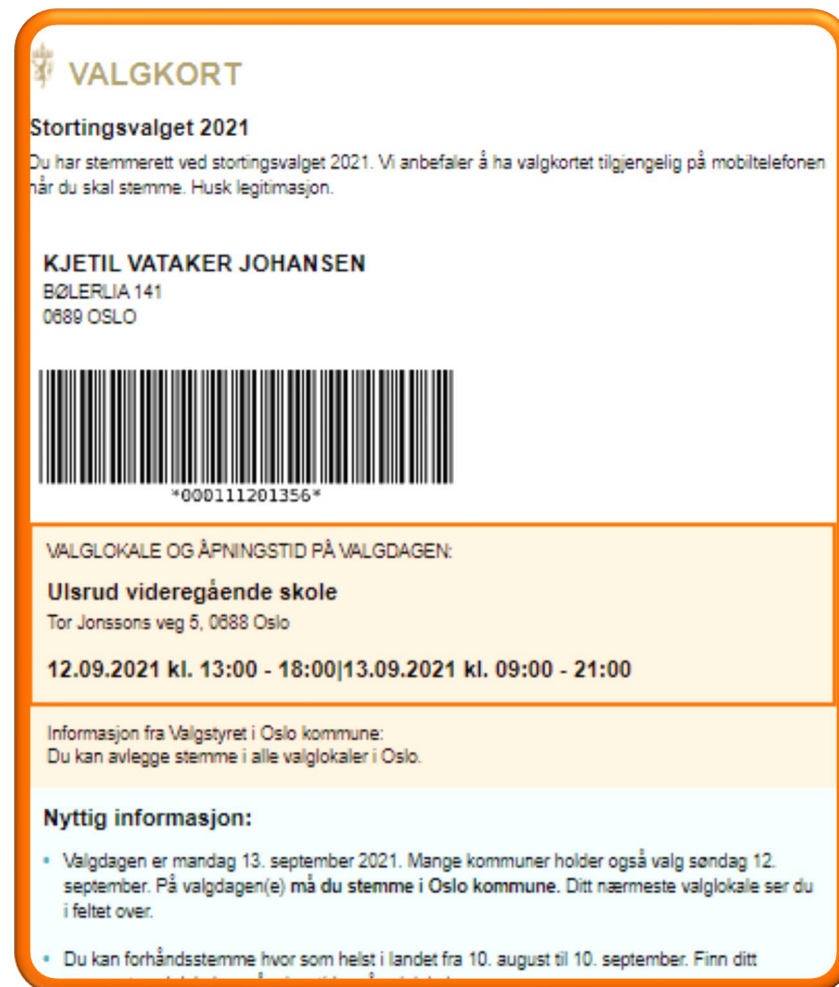 VALGKORT
Stortingsvalget 2021
Du har stemmerett ved stortingsvalget 2021. Vi anbefaler å ha valgkortet tilgjengelig på mobiltelefonen
når du skal stemme. Husk legitimasjon.
KJETIL VATAKER JOHANSEN
BØLERLIA 141
0689 OSLO
*000111201356*
VALGLOKALE OG ÅPNINGSTID PÅ VALGDAGEN:
Ulsrud videregående skole
Tor Jonssons veg 5, 0688 Oslo
12.09.2021 kl. 13:00 - 18:00|13.09.2021 kl. 09:00 - 21:00
Informasjon fra Valgstyret i Oslo kommune:
Du kan avlegge stemme i alle valglokaler i Oslo.
Nyttig informasjon:
• Valgdagen er mandag 13. september 2021. Mange kommuner holder også valg søndag 12.
september. På valgdagen(e) må du stemme i Oslo kommune. Ditt nærmeste valglokale ser du
i feltet over.
• Du kan forhåndsstemme hvor som helst i landet fra 10. august til 10. september. Finn ditt